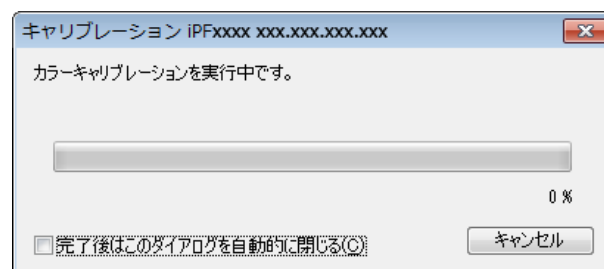 キャリブレーション iPFxxxx xxx.xxx.xxx.xxx
カラーキャリブレーションを実行中です。
0 %
完了後はこのダイアログを自動的に閉じる(C)
キャンセル